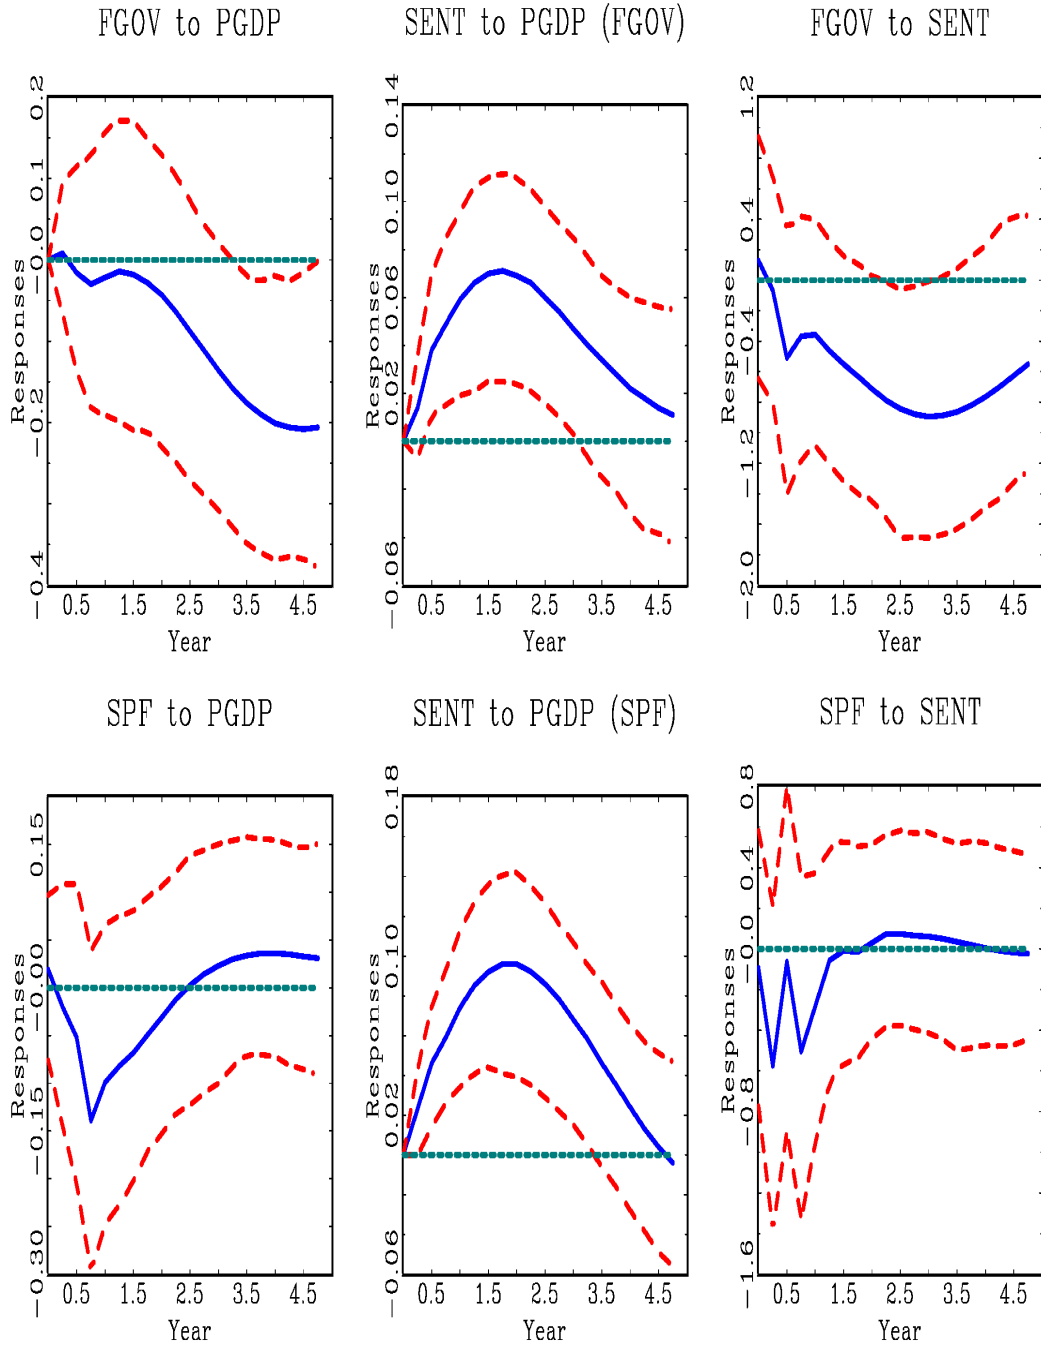 FGOV to PGDP
SENT to PGDP (FGOV)
FGOV to SENT
Responses
0.2
0.1
0.0
−0.0
−0.2
−0.4
0.5 1.5 2.5 3.5 4.5
Year
Responses
0.14
0.10
0.06
0.02
−0.06
0.5 1.5 2.5 3.5 4.5
Year
Responses
1.2
0.4
−0.4
−1.2
−2.0
0.5 1.5 2.5 3.5 4.5
Year
SPF to PGDP
SENT to PGDP (SPF)
SPF to SENT
Responses
0.15
0.00
−0.00
−0.15
−0.30
0.5 1.5 2.5 3.5 4.5
Year
Responses
0.18
0.10
0.02
−0.06
0.5 1.5 2.5 3.5 4.5
Year
Responses
0.8
0.4
0.0
−0.8
−1.6
0.5 1.5 2.5 3.5 4.5
Year